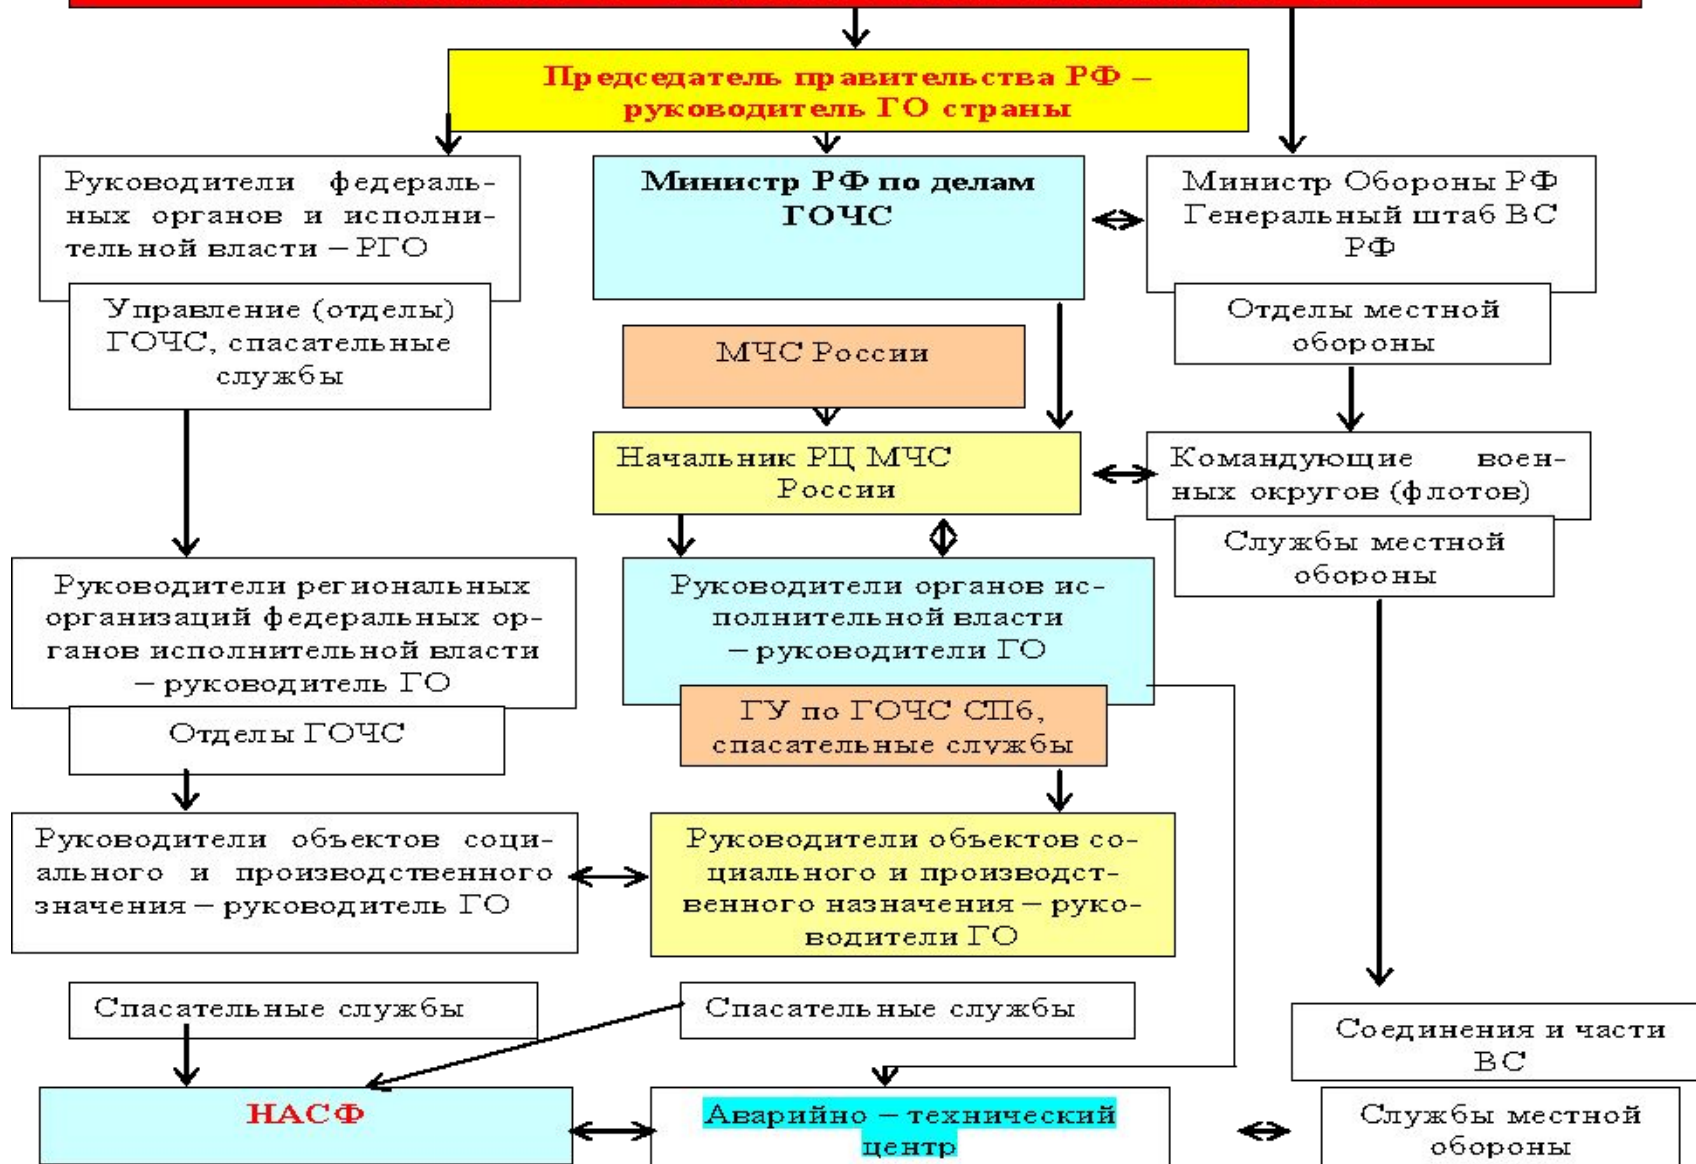 Председатель правительства РФ –
руководитель ГО страны
Руководители федераль-
ных органов и исполни-
тельной власти – РГО
Министр РФ по делам
ГОЧС
Министр Обороны РФ
Генеральный штаб ВС
РФ
Управление (отделы)
ГОЧС, спасательные
службы
МЧС России
Отделы местной
обороны
Начальник РЦ МЧС
России
Командующие воен-
ных округов (флотов)
Службы местной
обороны
Руководители региональных
организаций федеральных ор-
ганов исполнительной власти
– руководитель ГО
Руководители органов ис-
полнительной власти
– руководители ГО
Отделы ГОЧС
ГУ по ГОЧС СПб,
спасательные службы
Руководители объектов соци-
ального и производственного
значения – руководитель ГО
Руководители объектов со-
циального и производст-
венного назначения – руко-
водители ГО
Спасательные службы
Спасательные службы
Соединения и части
ВС
НАСФ
Аварийно – технический
центр
Службы местной
обороны